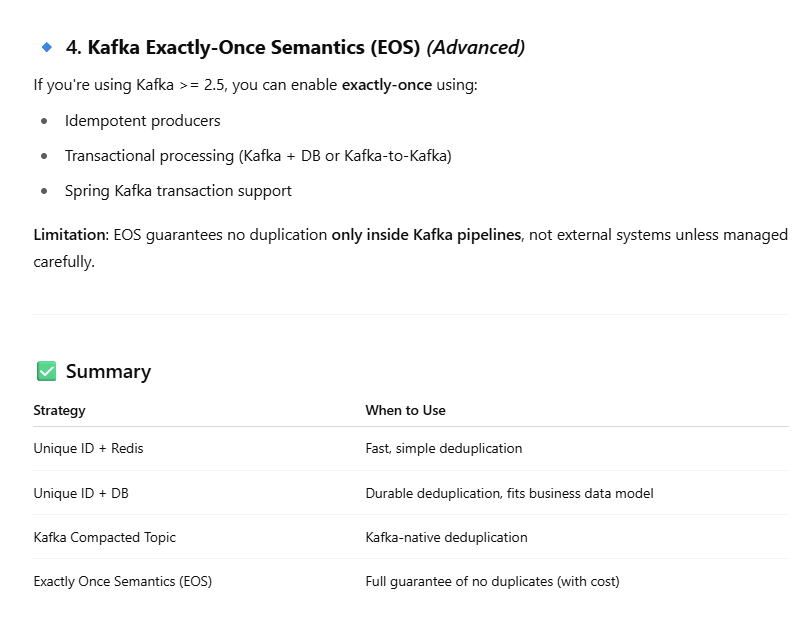 4. Kafka Exactly-Once Semantics (EOS) (Advanced)
If you're using Kafka >= 2.5, you can enable exactly-once using:
Idempotent producers
Transactional processing (Kafka + DB or Kafka-to-Kafka)
Spring Kafka transaction support
Limitation: EOS guarantees no duplication only inside Kafka pipelines, not external systems unless managed
carefully.
Summary
Strategy When to Use
Unique ID + Redis Fast, simple deduplication
Unique ID + DB Durable deduplication, fits business data model
Kafka Compacted Topic Kafka-native deduplication
Exactly Once Semantics (EOS) Full guarantee of no duplicates (with cost)